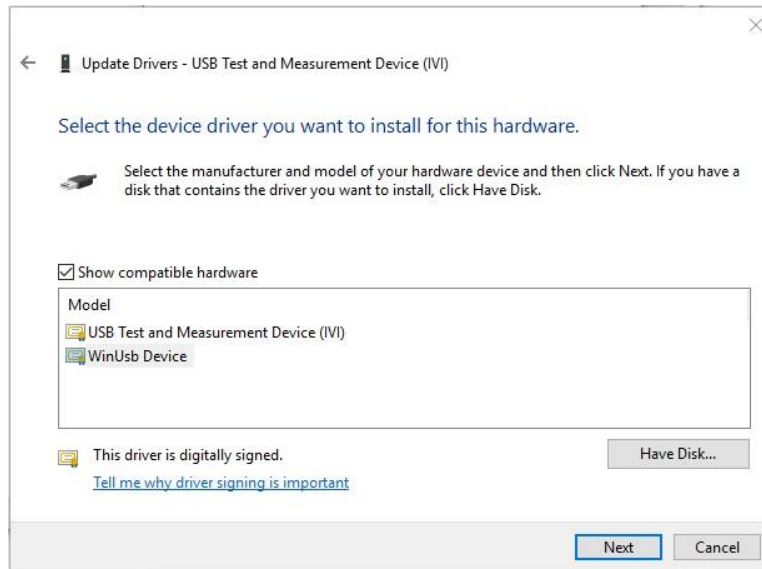 Update Drivers - USB Test and Measurement Device (IVI)
Select the device driver you want to install for this hardware.
Select the manufacturer and model of your hardware device and then click Next. If you have a
disk that contains the driver you want to install, click Have Disk.
Show compatible hardware
Model
USB Test and Measurement Device (IVI)
WinUsb Device
This driver is digitally signed.
Have Disk...
Tell me why driver signing is important
Next
Cancel